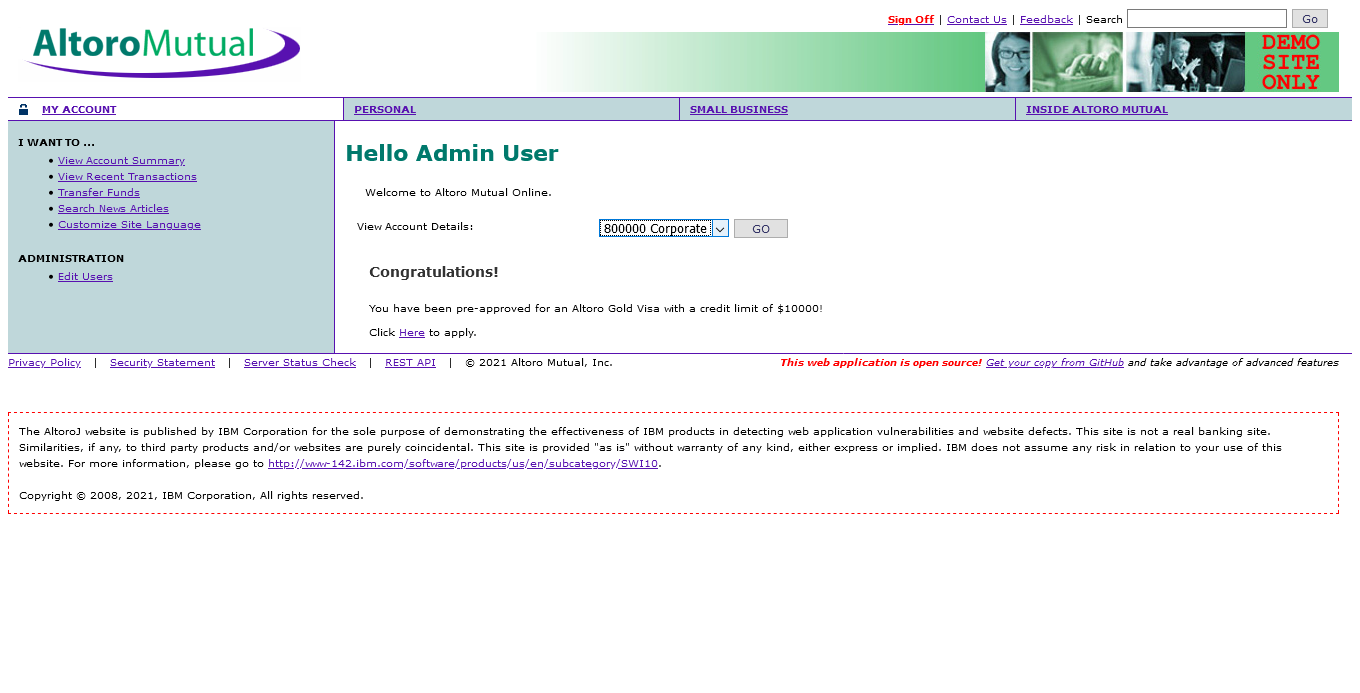 Sign Off | Contact Us | Feedback | Search Go
AltoroMutual
DEMO
SITE
ONLY
MY ACCOUNT PERSONAL SMALL BUSINESS INSIDE ALTORO MUTUAL
I WANT TO ...
• View Account Summary
• View Recent Transactions
• Transfer Funds
• Search News Articles
• Customize Site Language
ADMINISTRATION
• Edit Users
Hello Admin User
Welcome to Altoro Mutual Online.
View Account Details: 800000 Corporate GO
Congratulations!
You have been pre-approved for an Altoro Gold Visa with a credit limit of $10000!
Click Here to apply.
Privacy Policy | Security Statement | Server Status Check | REST API | © 2021 Altoro Mutual, Inc. This web application is open source! Get your copy from GitHub and take advantage of advanced features
The AltoroJ website is published by IBM Corporation for the sole purpose of demonstrating the effectiveness of IBM products in detecting web application vulnerabilities and website defects. This site is not a real banking site.
Similarities, if any, to third party products and/or websites are purely coincidental. This site is provided "as is" without warranty of any kind, either express or implied. IBM does not assume any risk in relation to your use of this
website. For more information, please go to http://www-142.ibm.com/software/products/us/en/subcategory/SWI10.
Copyright © 2008, 2021, IBM Corporation, All rights reserved.